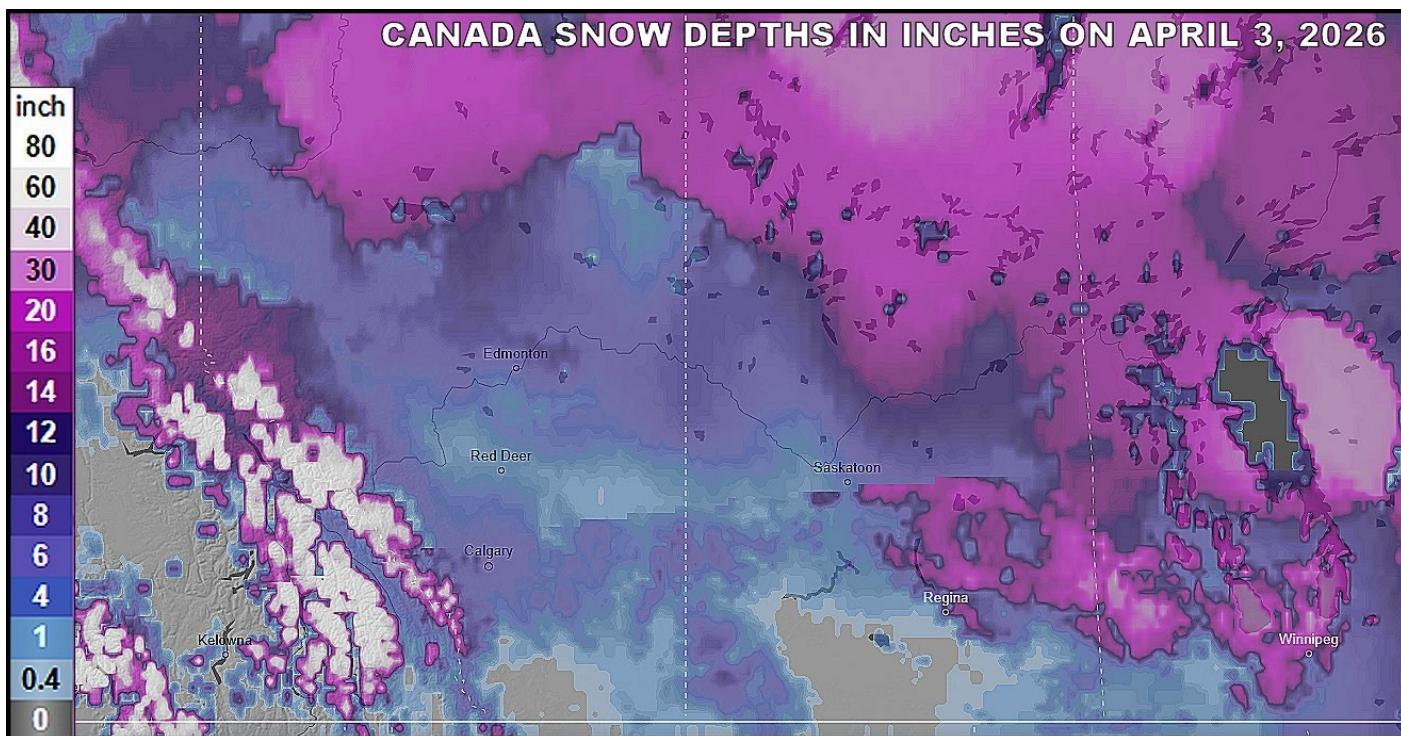 CANADA SNOW DEPTHS IN INCHES ON APRIL 3, 2026
inch
80
60
40
30
20
16
14
12
10
8
6
4
1
0.4
0
Edmonton
Red Deer
Saskatoon
Calgary
Regina
Kelowna
Winnipeg